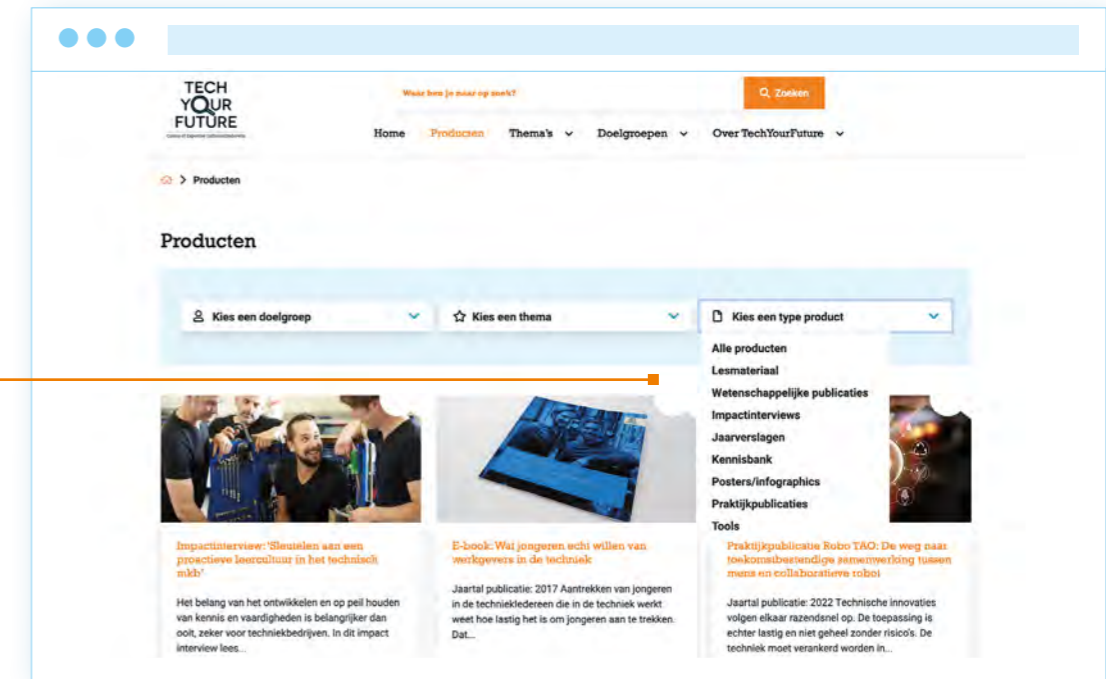 TECH
YOUR
FUTURE
Waar ben je naar op zoek?
Zoeken
Home Producten Thema's Doelgroepen Over TechYourFuture
> Producten
Producten
Kies een doelgroep
Kies een thema
Kies een type product
Alle producten
Lesmateriaal
Wetenschappelijke publicaties
Impactinterviews
Jaarverslagen
Kennisbank
Posters/infographics
Praktijkpublicaties
Tools
Impactinterview: 'Sleutelen aan een
proactieve leercultuur in het technisch
mkb'
Het belang van het ontwikkelen en op peil houden
van kennis en vaardigheden is belangrijker dan
ooit, zeker voor techniekbedrijven. In dit impact
interview lees...
E-book: Wat jongeren echt willen van
werkgevers in de techniek
Jaartal publicatie: 2017 Aantrekken van jongeren
in de techniekIedereen die in de techniek werkt
weet hoe lastig het is om jongeren aan te trekken.
Dat...
Praktijkpublicatie Robo TAO: De weg naar
toekomstbestendige samenwerking tussen
mens en collaboratieve robot
Jaartal publicatie: 2022 Technische innovaties
volgen elkaar razendsnel op. De toepassing is
echter lastig en niet geheel zonder risico's. De
techniek moet verankerd worden in...